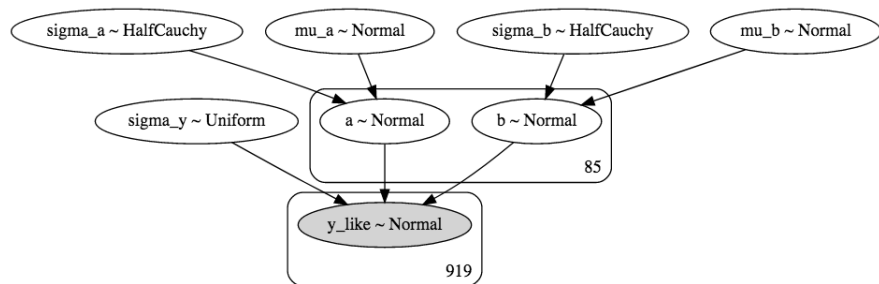 sigma_a ~ HalfCauchy
mu_a ~ Normal
sigma_b ~ HalfCauchy
mu_b ~ Normal
sigma_y ~ Uniform
a ~ Normal
b ~ Normal
85
y_like ~ Normal
919